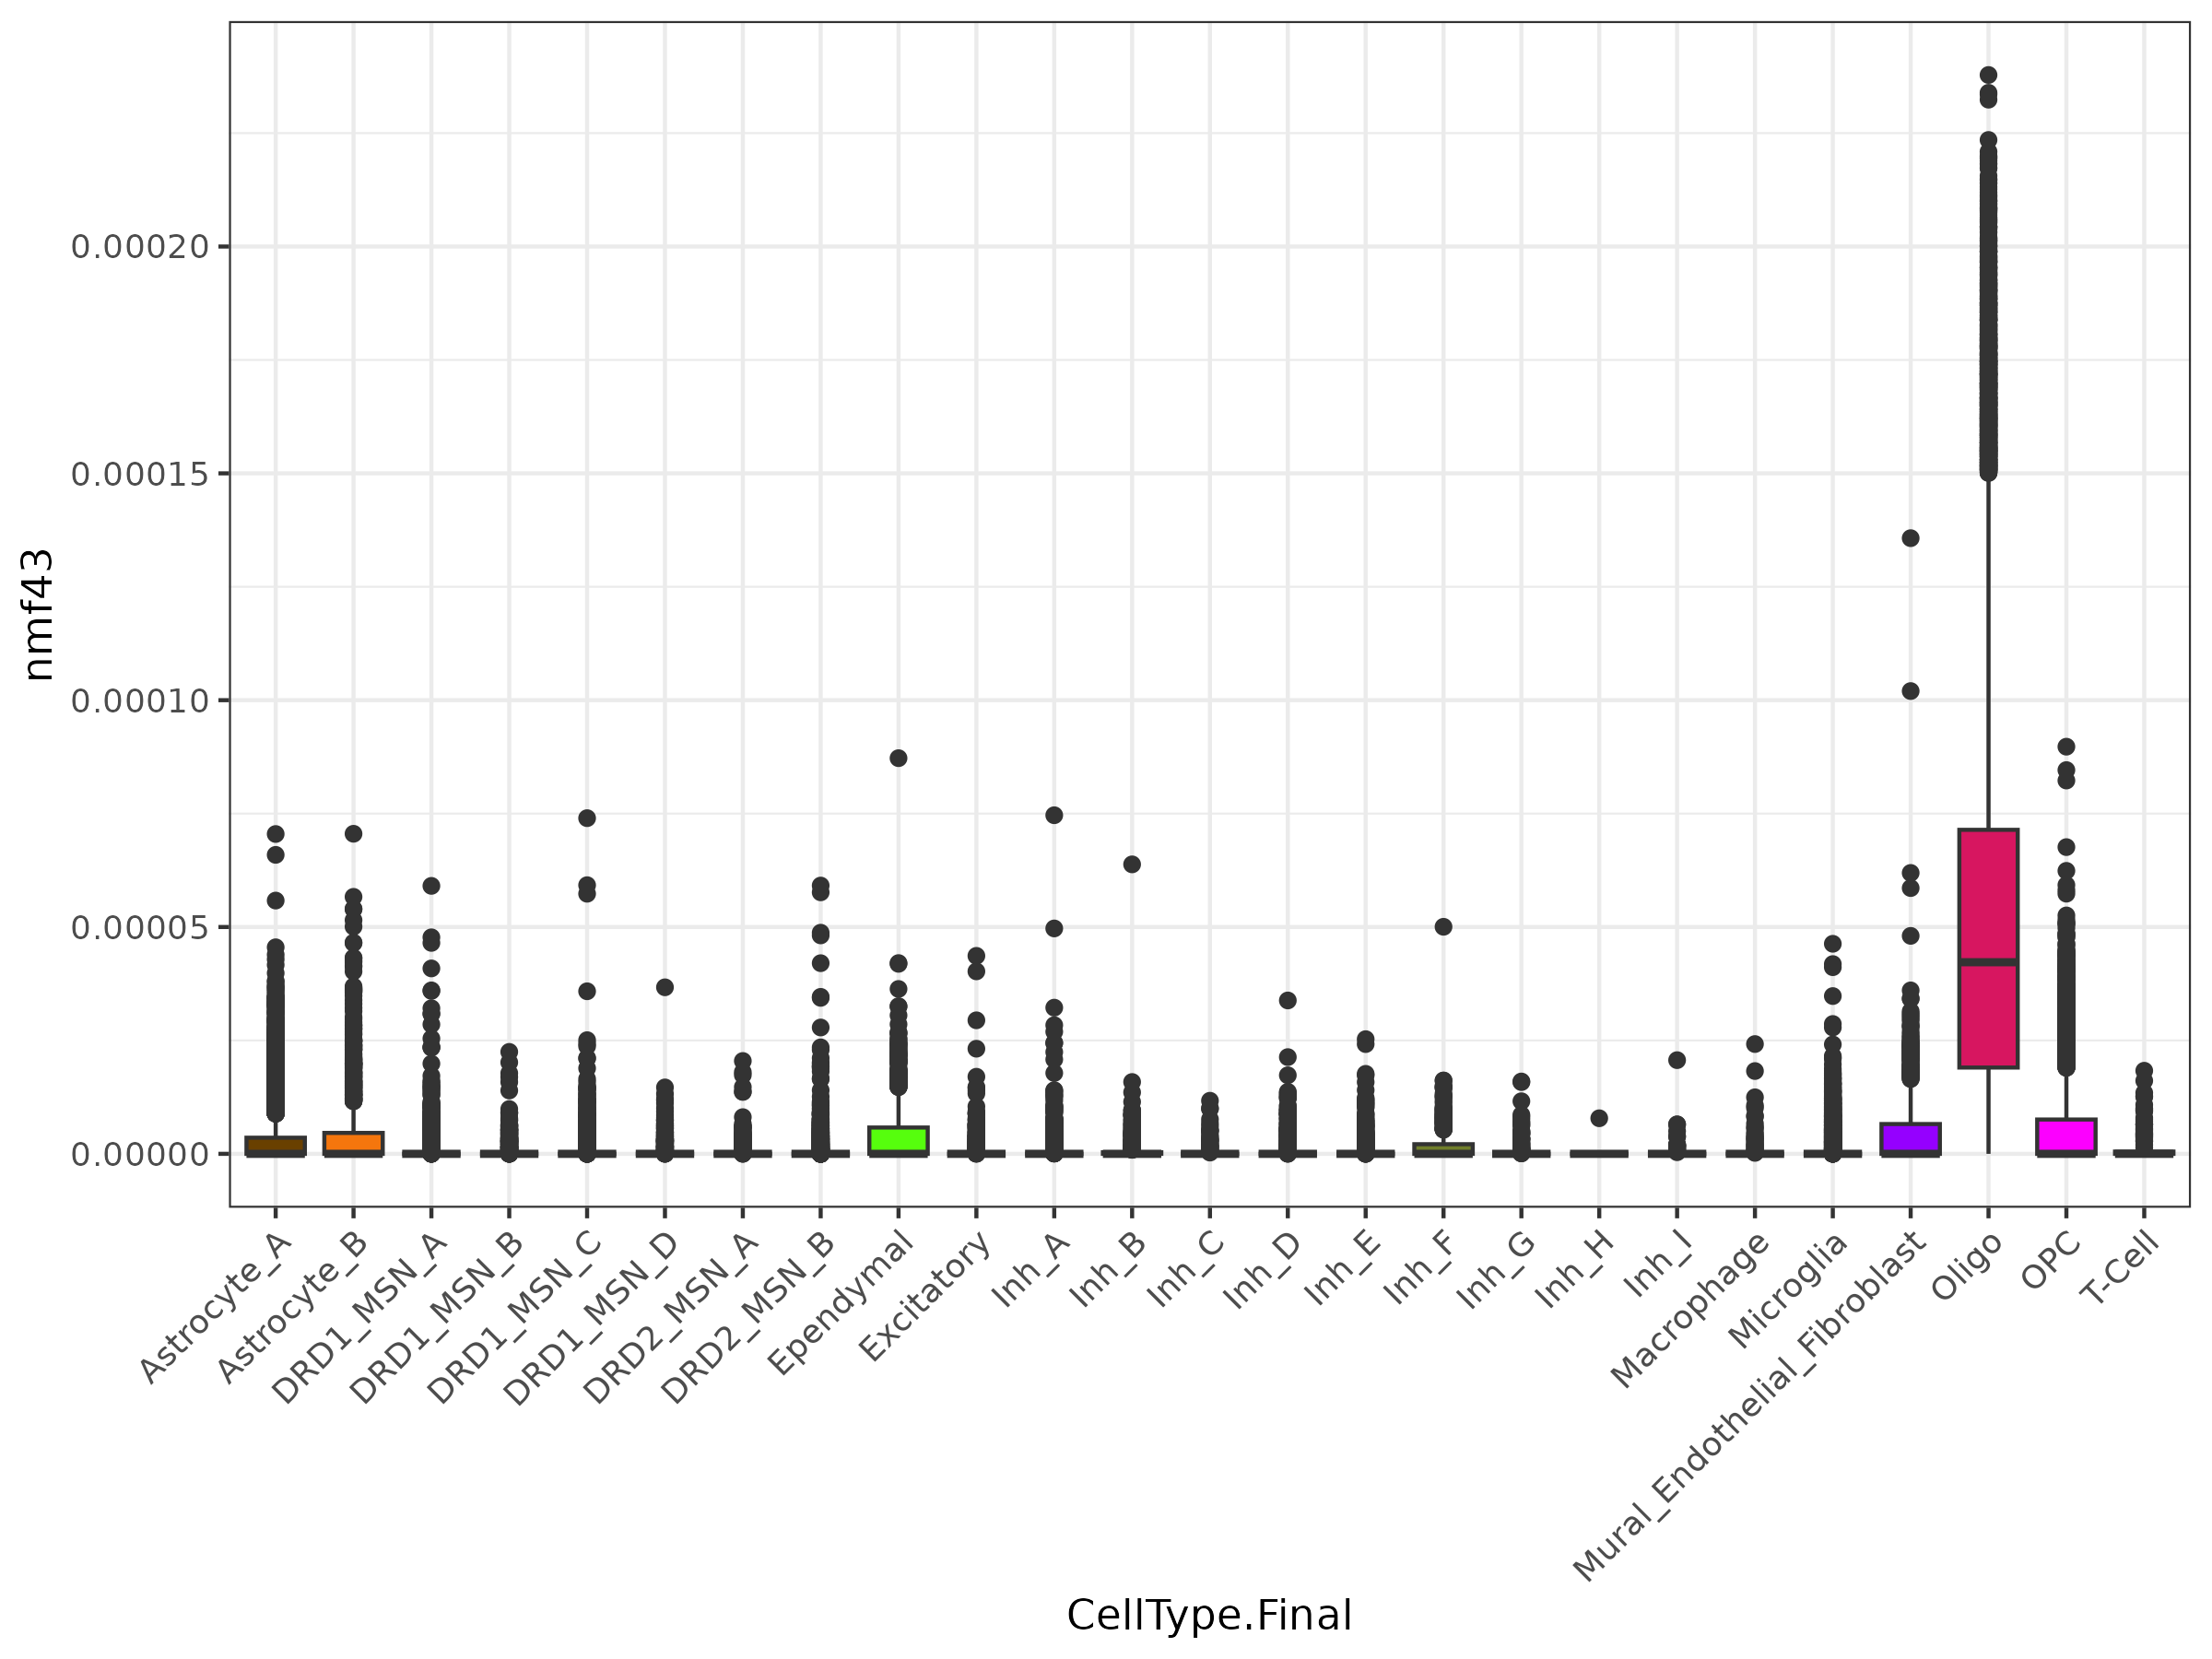 nmf43
0.00020
0.00015
0.00010
0.00005
0.00000
Astrocyte_A
Astrocyte_B
DRD1_MSN_A
DRD1_MSN_B
DRD1_MSN_C
DRD1_MSN_D
DRD2_MSN_A
DRD2_MSN_B
Ependymal
Excitatory
Inh_A
Inh_B
Inh_C
Inh_D
Inh_E
Inh_F
Inh_G
Inh_H
Inh_I
Macrophage
Microglia
Mural_Endothelial_Fibroblast
Oligo
OPC
T-Cell
CellType.Final